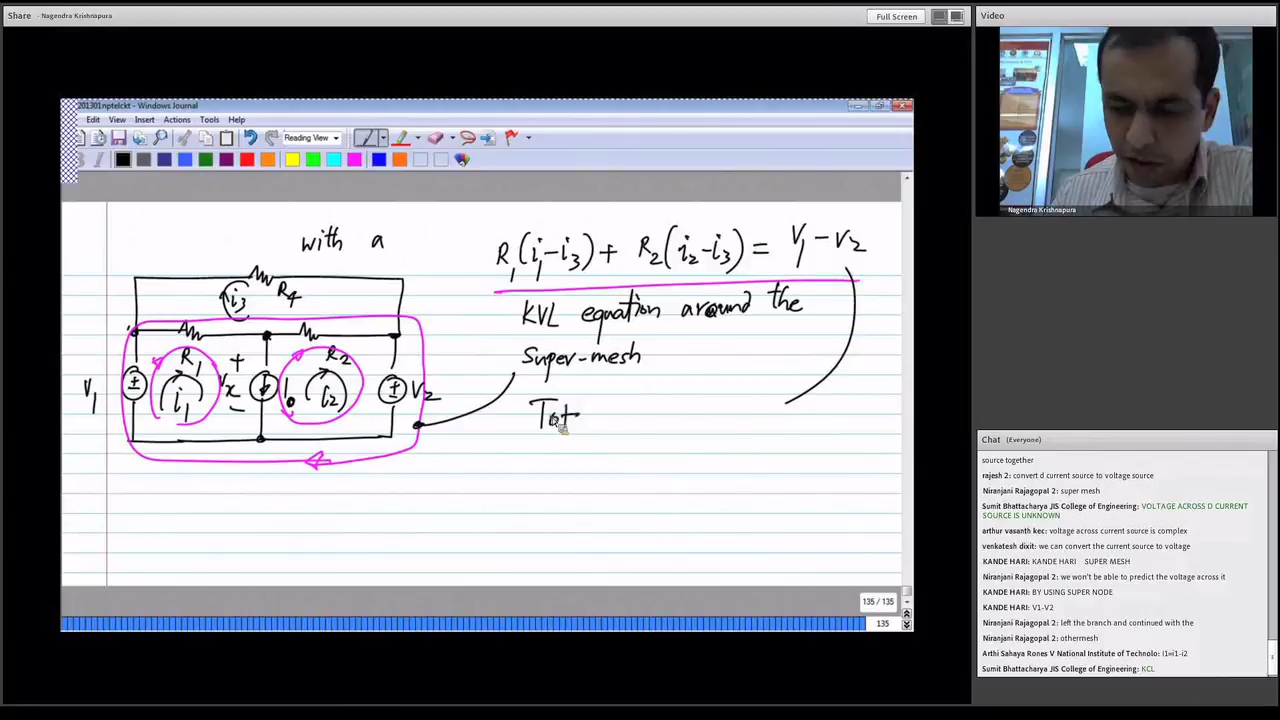 Share - Nagendra Krishnapura
Full Screen
Video
201301nptelckt - Windows Journal
Edit View Insert Actions Tools Help
Reading View
with a
R1(i1-i3) + R2(i2-i3) = V1 - V2
KVL equation around the
Super-mesh
Tot
R4
i3
R1
R2
V1
i1
+
Vx
-
I0
i2
V2
135 / 135
135
Nagendra Krishnapura
Chat (Everyone)
source together
rajesh 2: convert d current source to voltage source
Niranjani Rajagopal 2: super mesh
Sumit Bhattacharya JIS College of Engineering: VOLTAGE ACROSS D CURRENT
SOURCE IS UNKNOWN
arthur vasanth kec: voltage across current source is complex
venkatesh dixit: we can convert the current source to voltage
KANDE HARI: KANDE HARI SUPER MESH
Niranjani Rajagopal 2: we won't be able to predict the voltage across it
KANDE HARI: BY USING SUPER NODE
KANDE HARI: V1-V2
Niranjani Rajagopal 2: left the branch and continued with the
Niranjani Rajagopal 2: othermesh
Arthi Sahaya Rones V National Institute of Technolo: I1=i1-i2
Sumit Bhattacharya JIS College of Engineering: KCL